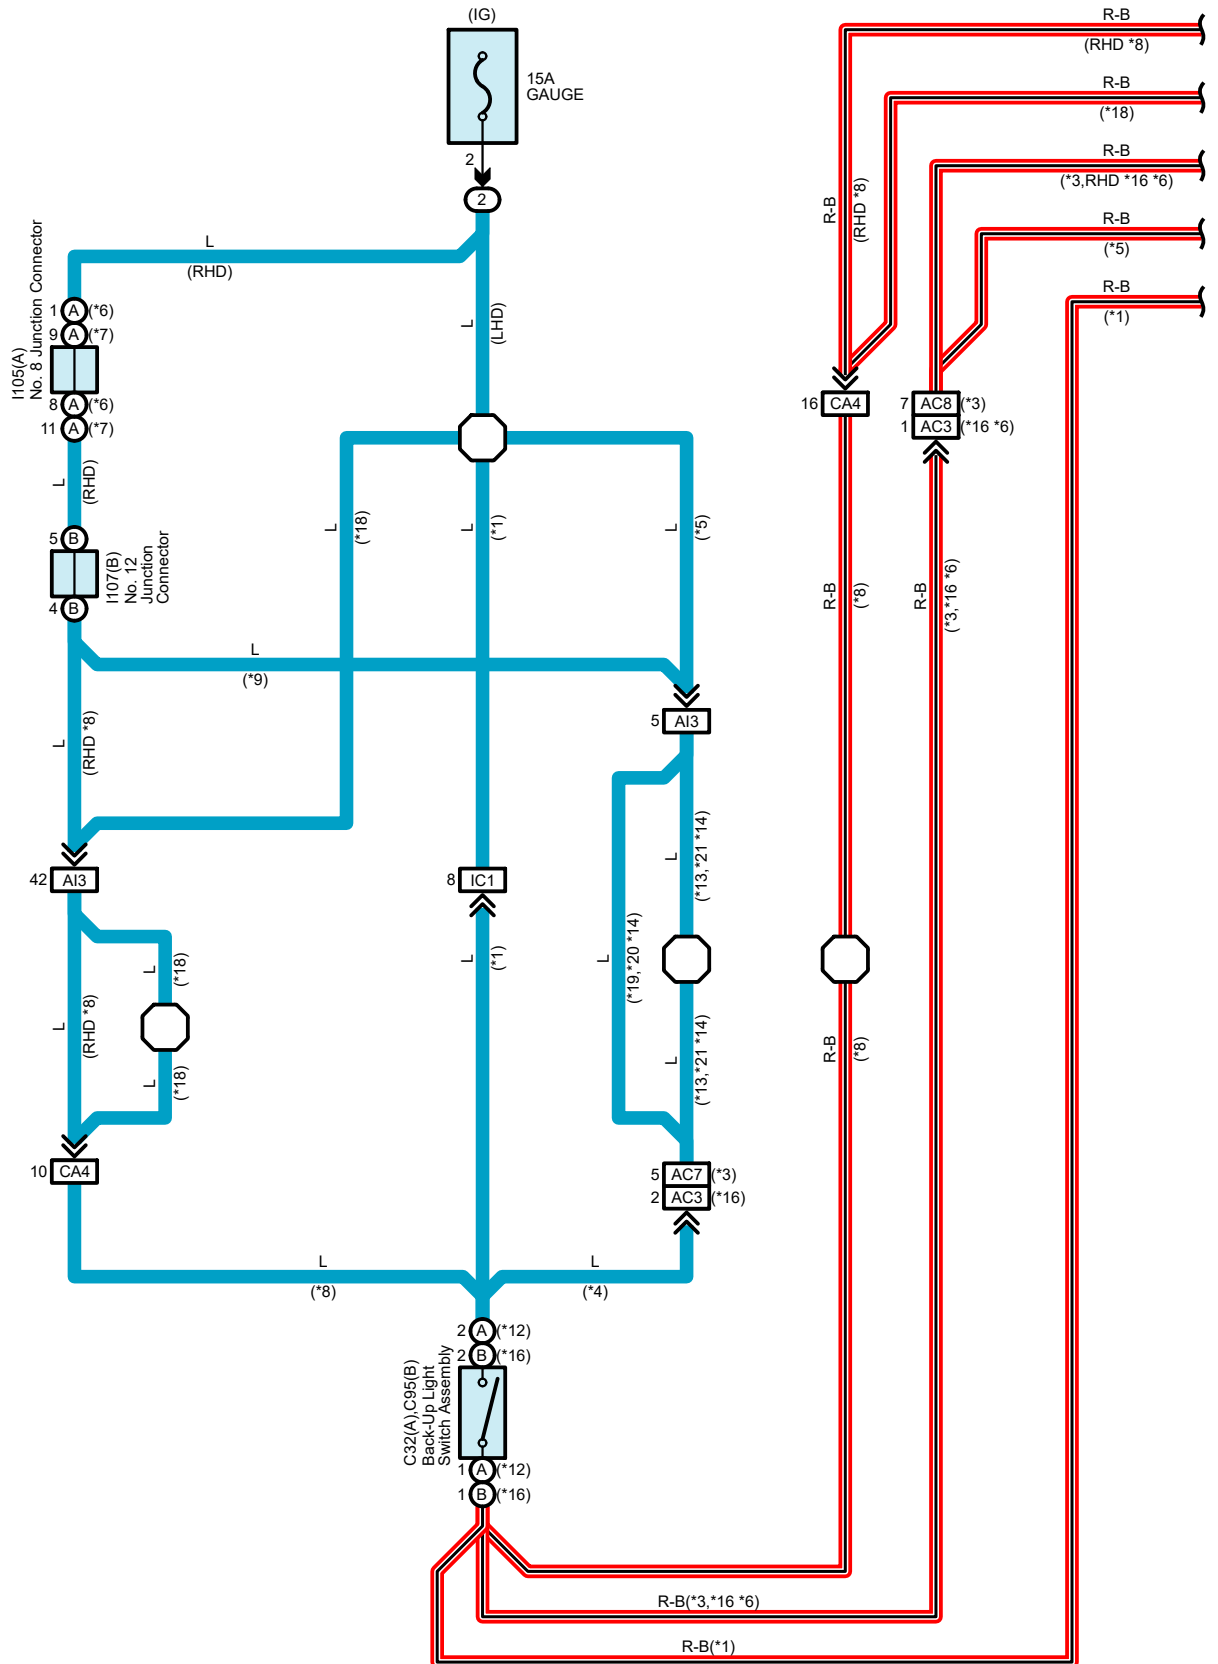 (IG)
15A
GAUGE
2
2
L
(RHD)
L
(LHD)
I105(A)
No. 8 Junction Connector
1 A (*6)
9 A (*7)
8 A (*6)
11 A (*7)
L
(RHD)
5 B
4 B
I107(B)
No. 12
Junction
Connector
L
(*18)
L
(*1)
L
(*5)
L
(*9)
L
(RHD *8)
5 AI3
42 AI3
8 IC1
L
(*13,*21 *14)
L
(*19,*20 *14)
L
(*18)
L
(RHD *8)
L
(*18)
L
(*1)
L
(*13,*21 *14)
10 CA4
5 AC7 (*3)
2 AC3 (*16)
L
(*8)
L
(*4)
2 A (*12)
2 B (*16)
C32(A),C95(B)
Back-Up Light
Switch Assembly
1 A (*12)
1 B (*16)
R-B
(RHD *8)
R-B
(*18)
R-B
(*3,RHD *16 *6)
R-B
(*5)
R-B
(*1)
R-B
(RHD *8)
16 CA4
7 AC8 (*3)
1 AC3 (*16 *6)
R-B
(*8)
R-B
(*3,*16 *6)
R-B
(*8)
R-B(*3,*16 *6)
R-B(*1)